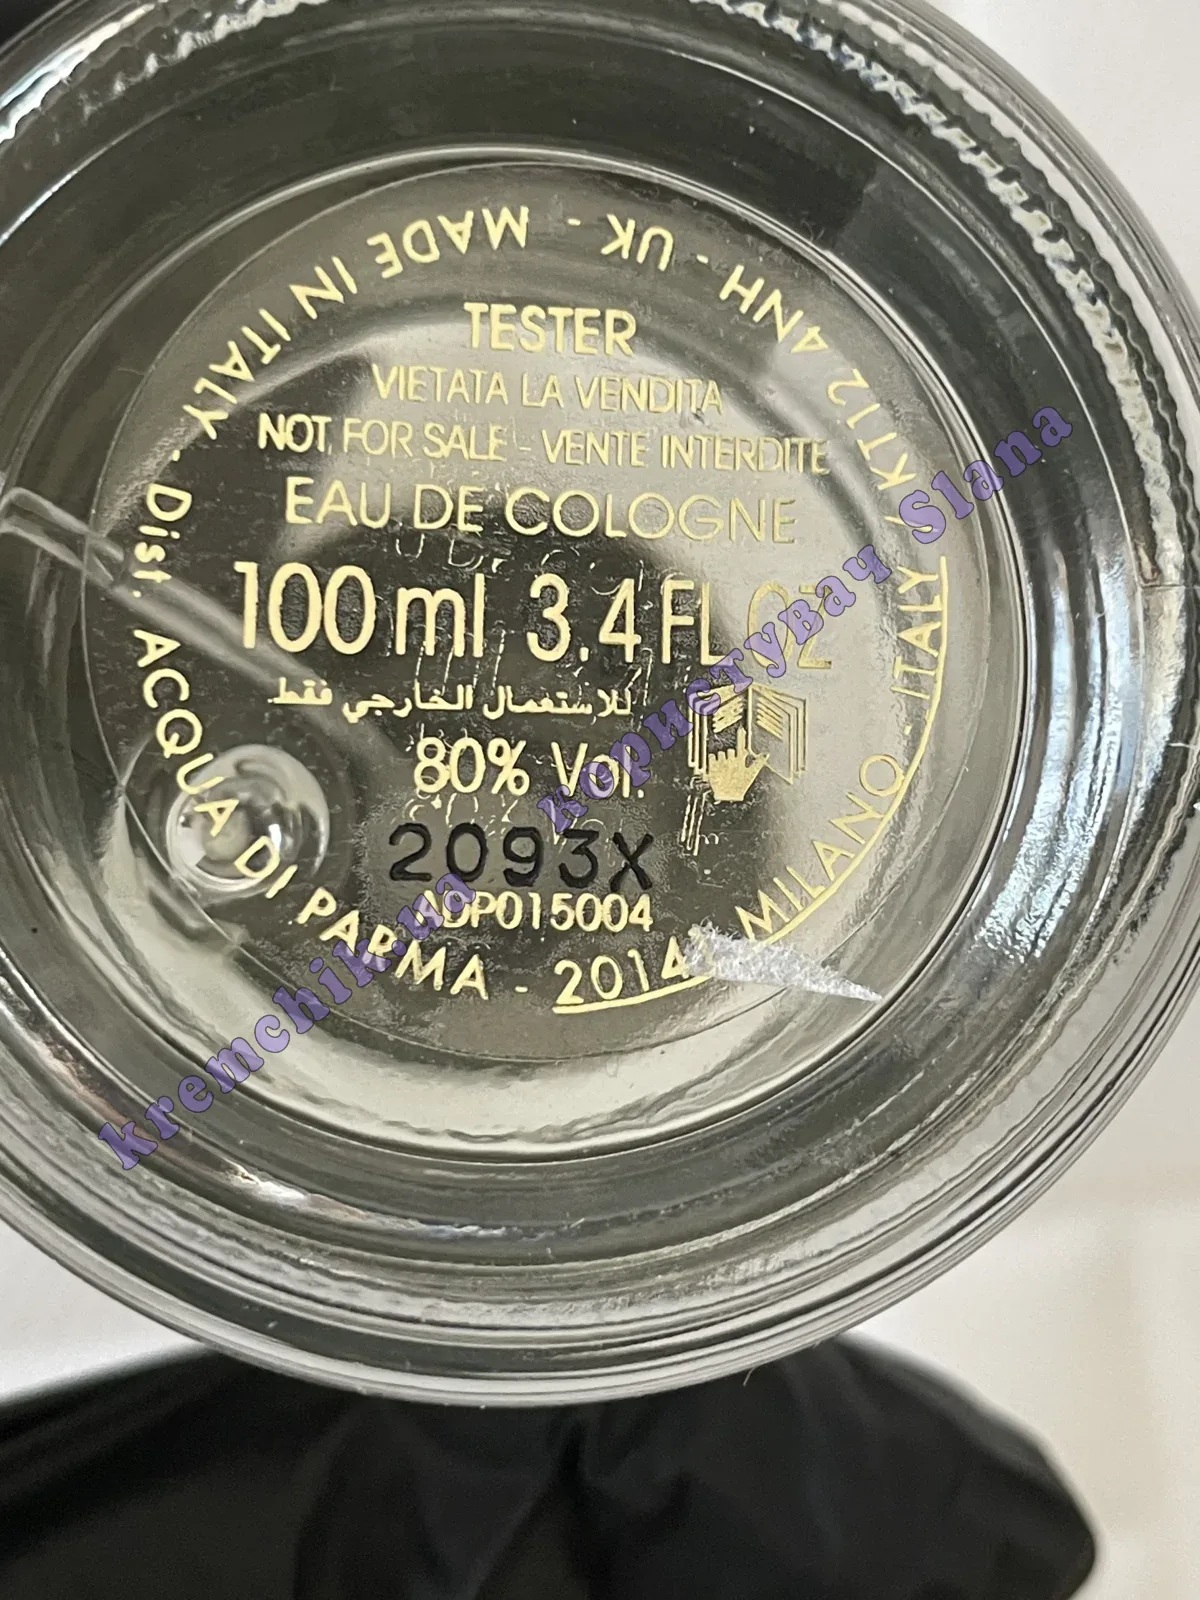 TESTER
VIETATA LA VENDITA
NOT FOR SALE - VENTE INTERDITE
EAU DE COLOGNE
100 ml 3.4 FL OZ
للاستعمال الخارجي فقط
80% Vol.
2093X
ADP015004
Dist. ACQUA DI PARMA - 20145 MILANO - ITALY / KT12 4NH - UK - MADE IN ITALY -
kremchik.ua користувач Slana